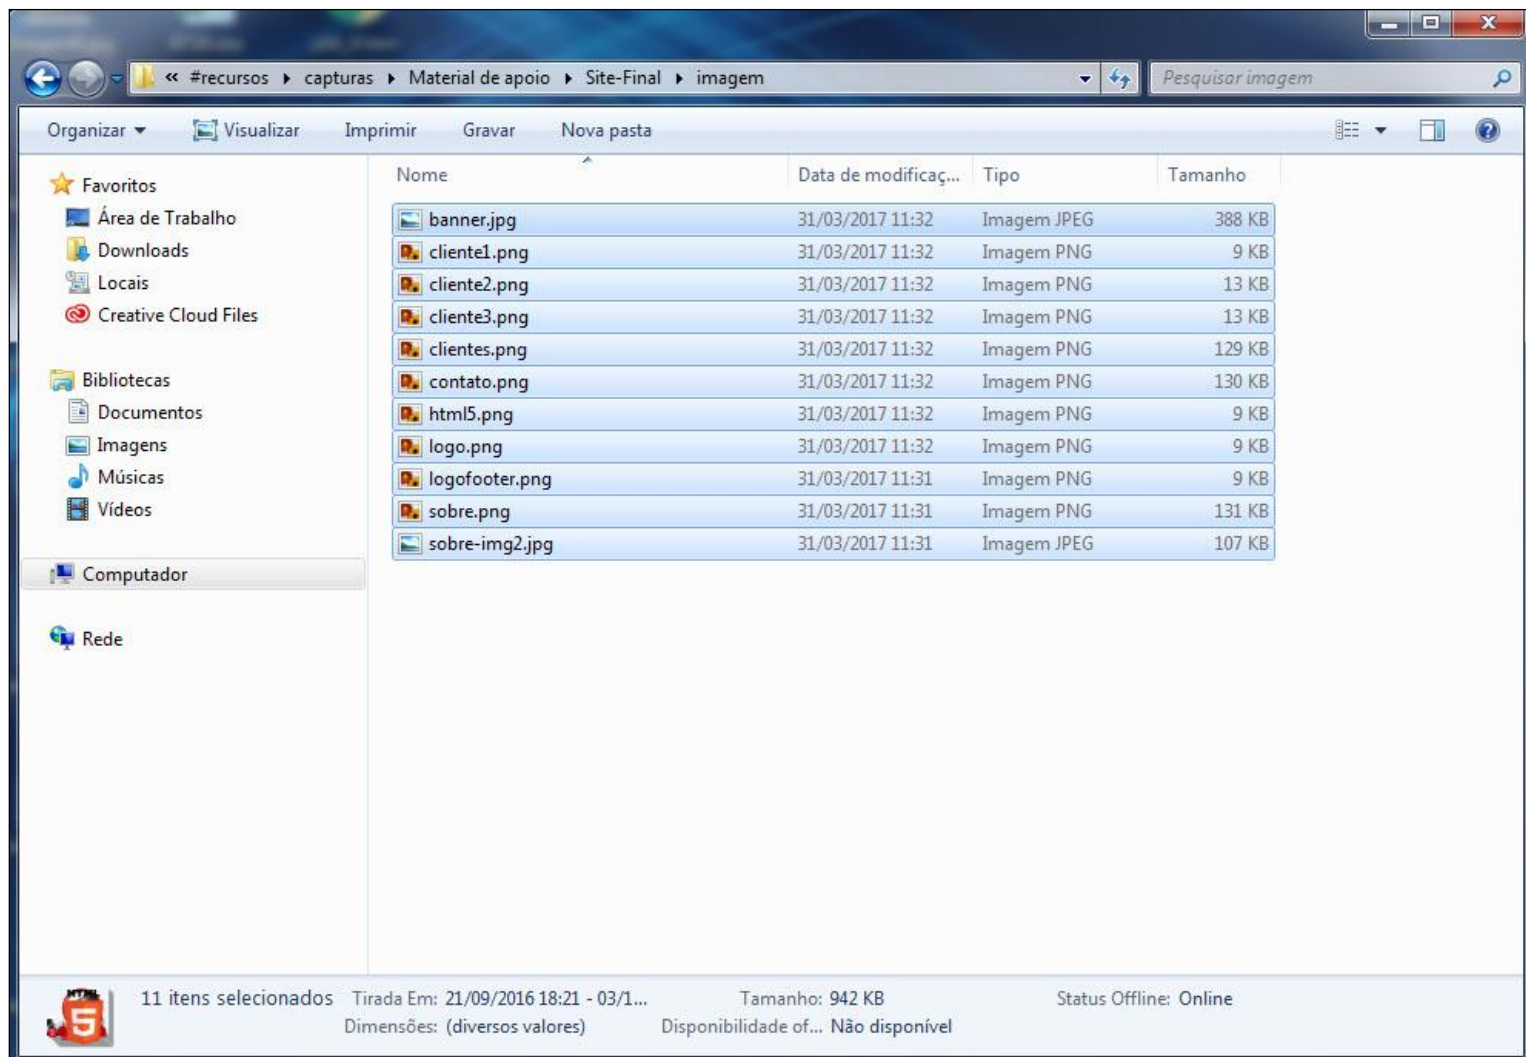 « #recursos ▸ capturas ▸ Material de apoio ▸ Site-Final ▸ imagem
Pesquisar imagem
Organizar Visualizar Imprimir Gravar Nova pasta
Favoritos
Área de Trabalho
Downloads
Locais
Creative Cloud Files
Bibliotecas
Documentos
Imagens
Músicas
Vídeos
Computador
Rede
Nome Data de modificaç... Tipo Tamanho
banner.jpg 31/03/2017 11:32 Imagem JPEG 388 KB
cliente1.png 31/03/2017 11:32 Imagem PNG 9 KB
cliente2.png 31/03/2017 11:32 Imagem PNG 13 KB
cliente3.png 31/03/2017 11:32 Imagem PNG 13 KB
clientes.png 31/03/2017 11:32 Imagem PNG 129 KB
contato.png 31/03/2017 11:32 Imagem PNG 130 KB
html5.png 31/03/2017 11:32 Imagem PNG 9 KB
logo.png 31/03/2017 11:32 Imagem PNG 9 KB
logofooter.png 31/03/2017 11:31 Imagem PNG 9 KB
sobre.png 31/03/2017 11:31 Imagem PNG 131 KB
sobre-img2.jpg 31/03/2017 11:31 Imagem JPEG 107 KB
HTML
5
11 itens selecionados Tirada Em: 21/09/2016 18:21 - 03/1... Tamanho: 942 KB Status Offline: Online
Dimensões: (diversos valores) Disponibilidade of... Não disponível